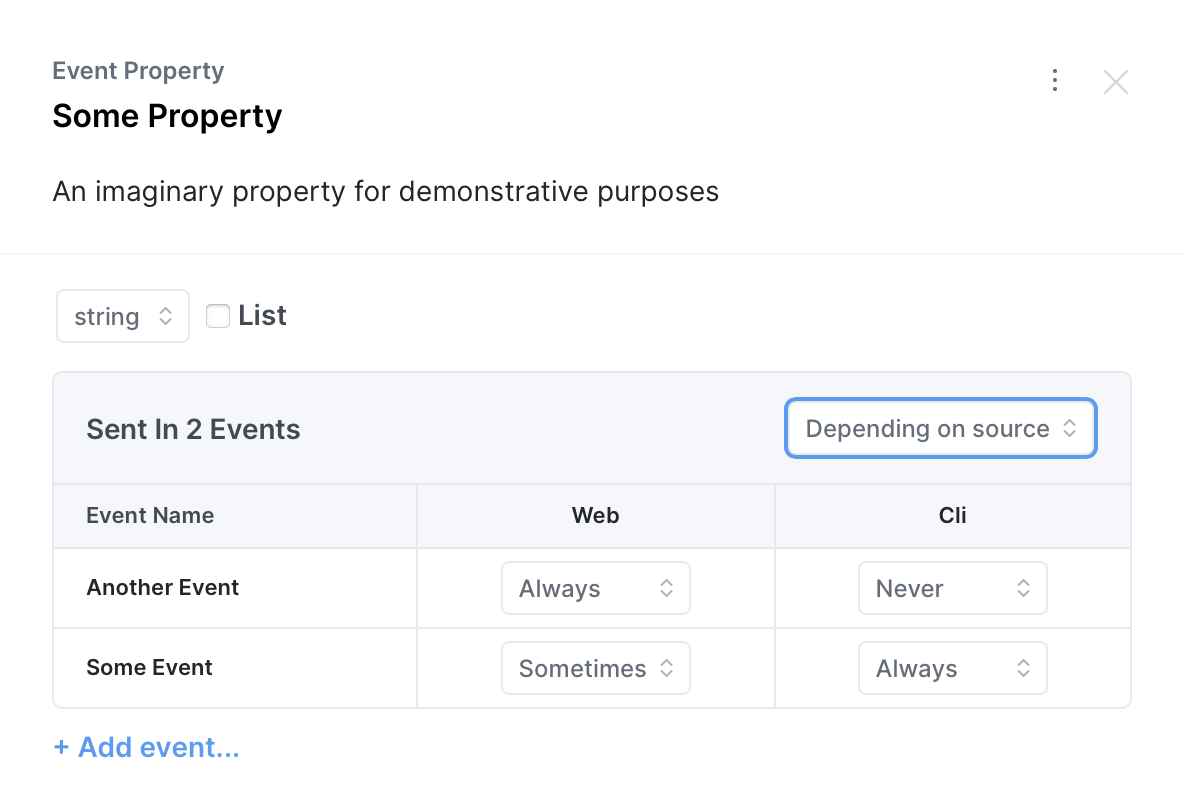 Event Property
Some Property
An imaginary property for demonstrative purposes
string List
Sent In 2 Events Depending on source
Event Name Web Cli
Another Event Always Never
Some Event Sometimes Always
+ Add event...